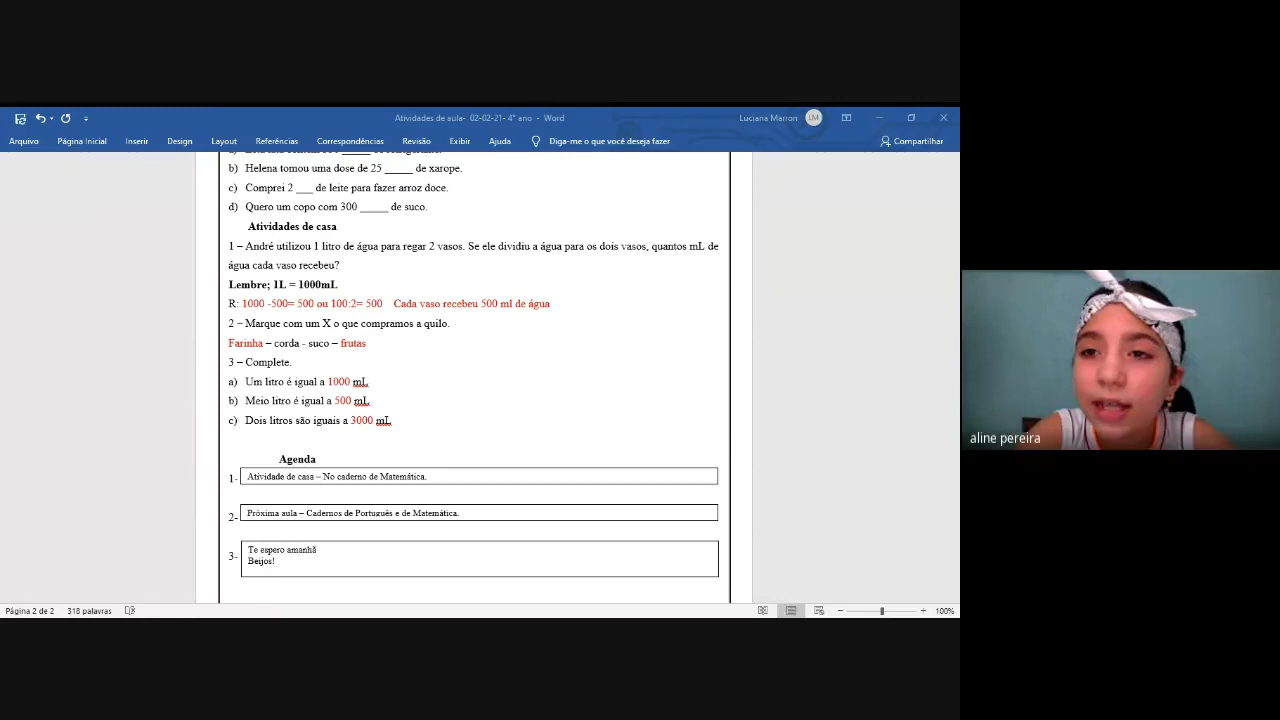 Atividades de aula- 02-02-21- 4° ano - Word
Luciana Marron
LM
Arquivo
Página Inicial
Inserir
Design
Layout
Referências
Correspondências
Revisão
Exibir
Ajuda
Diga-me o que você deseja fazer
Compartilhar
b) Helena tomou uma dose de 25 _____ de xarope.
c) Comprei 2 ___ de leite para fazer arroz doce.
d) Quero um copo com 300 _____ de suco.
Atividades de casa
1 – André utilizou 1 litro de água para regar 2 vasos. Se ele dividiu a água para os dois vasos, quantos mL de
água cada vaso recebeu?
Lembre; 1L = 1000mL
R: 1000 -500= 500 ou 100:2= 500 Cada vaso recebeu 500 ml de água
2 – Marque com um X o que compramos a quilo.
Farinha – corda - suco – frutas
3 – Complete.
a) Um litro é igual a 1000 mL
b) Meio litro é igual a 500 mL
c) Dois litros são iguais a 3000 mL
Agenda
1- Atividade de casa – No caderno de Matemática.
2- Próxima aula – Cadernos de Português e de Matemática.
3- Te espero amanhã
Beijos!
Página 2 de 2
318 palavras
100%
aline pereira